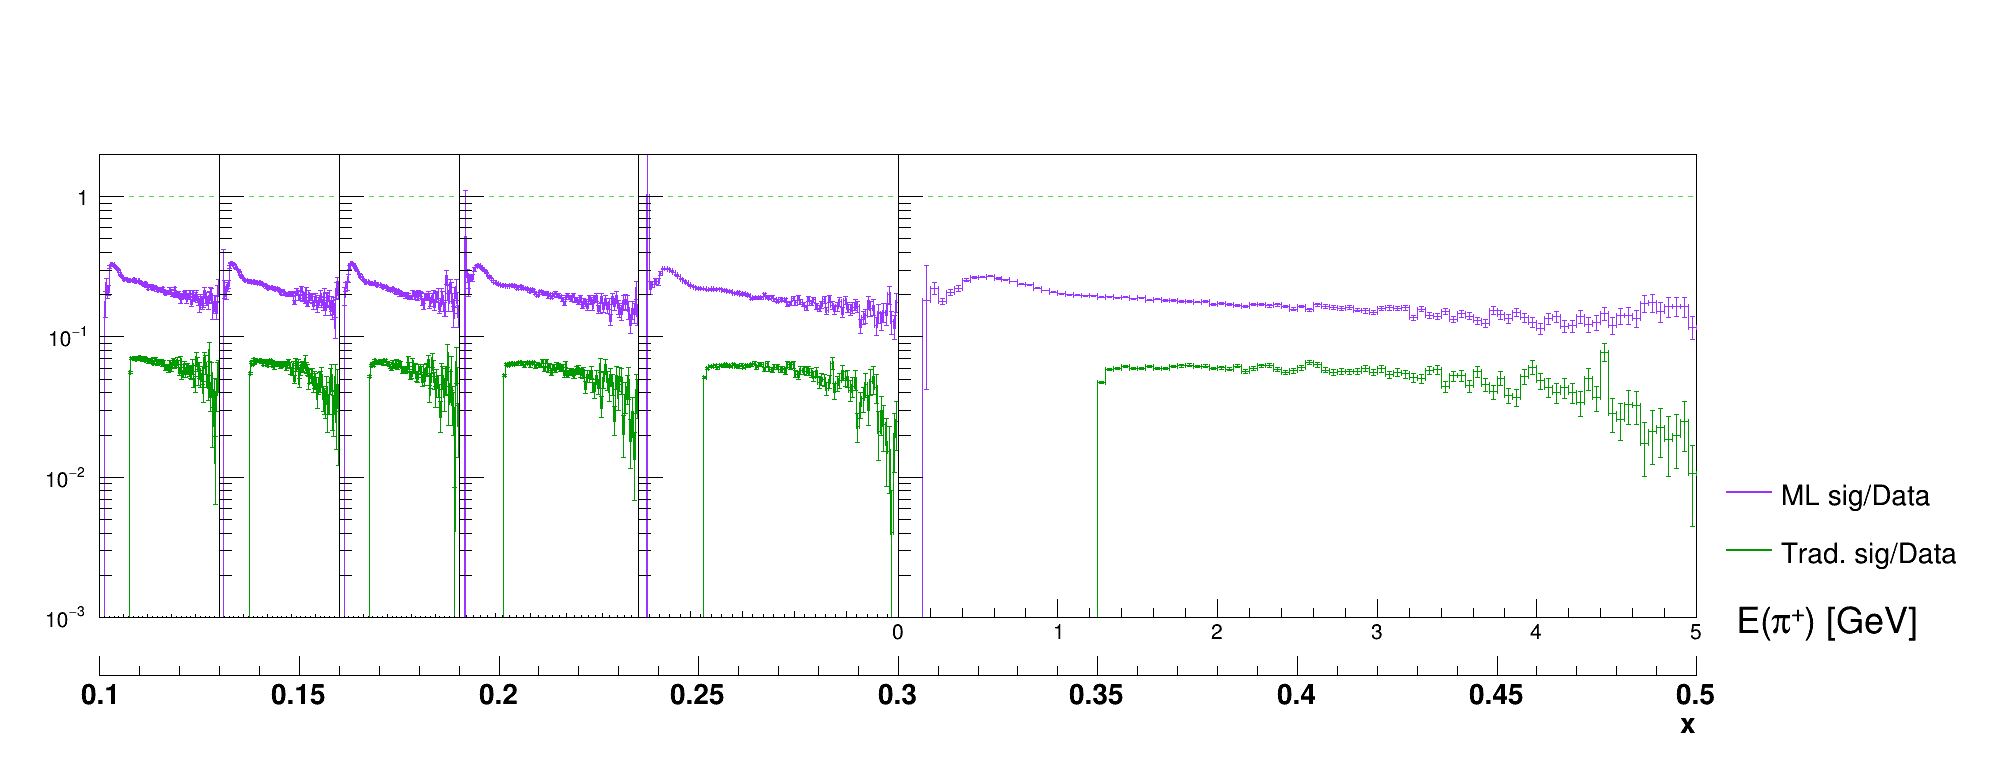 1
10⁻¹
10⁻²
10⁻³
ML sig/Data
Trad. sig/Data
0 1 2 3 4 5
E(π⁺) [GeV]
0.1 0.15 0.2 0.25 0.3 0.35 0.4 0.45 0.5
x